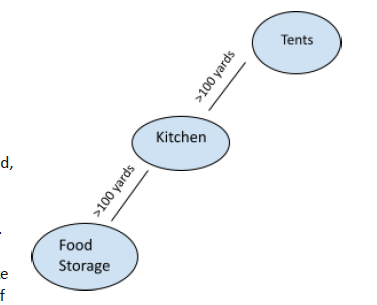 Tents
>100 yards
Kitchen
>100 yards
d,
Food
Storage
.
e
f